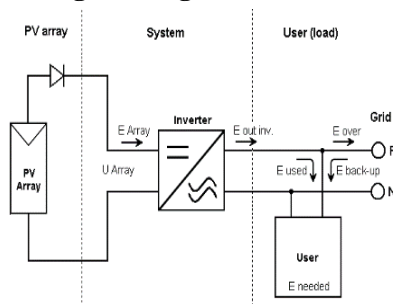 PV array
System
User (load)
Inverter
Grid
E Array
E out inv.
E over
PV
Array
U Array
E used
E back-up
User
E needed